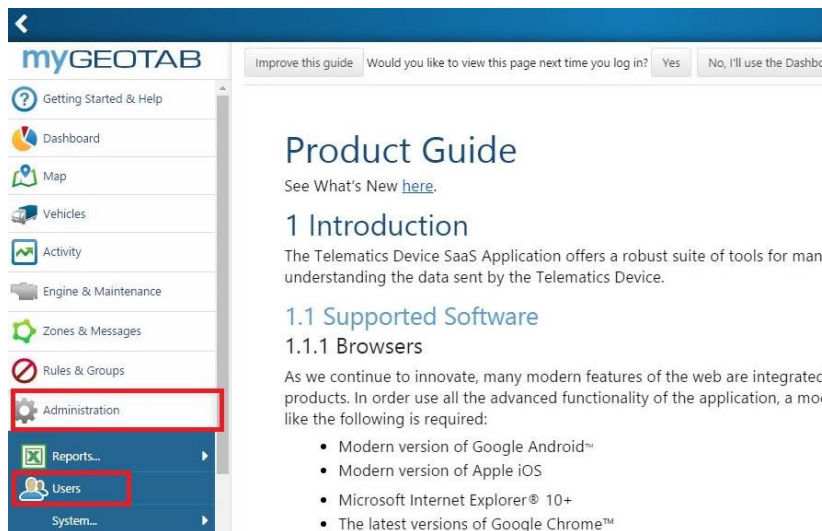 myGEOTAB
Getting Started & Help
Dashboard
Map
Vehicles
Activity
Engine & Maintenance
Zones & Messages
Rules & Groups
Administration
Reports...
Users
System...
Improve this guide Would you like to view this page next time you log in? Yes No, I'll use the
Product Guide
See What's New here.
1 Introduction
The Telematics Device SaaS Application offers a robust suite of tools for
understanding the data sent by the Telematics Device.
1.1 Supported Software
1.1.1 Browsers
As we continue to innovate, many modern features of the web are integrated
products. In order use all the advanced functionality of the application, a
like the following is required:
• Modern version of Google Android™
• Modern version of Apple iOS
• Microsoft Internet Explorer® 10+
• The latest versions of Google Chrome™